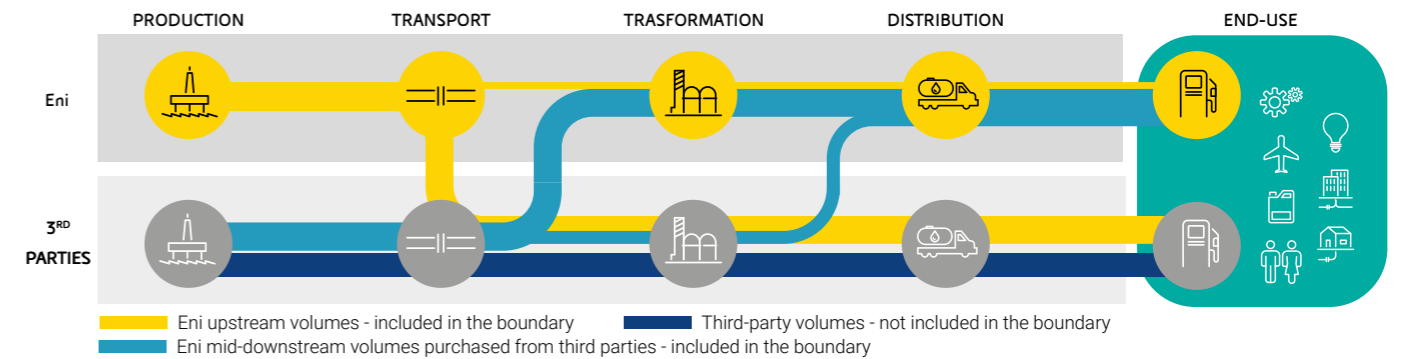 PRODUCTION TRANSPORT TRASFORMATION DISTRIBUTION END-USE
Eni
3RD
PARTIES
Eni upstream volumes - included in the boundary Third-party volumes - not included in the boundary
Eni mid-downstream volumes purchased from third parties - included in the boundary